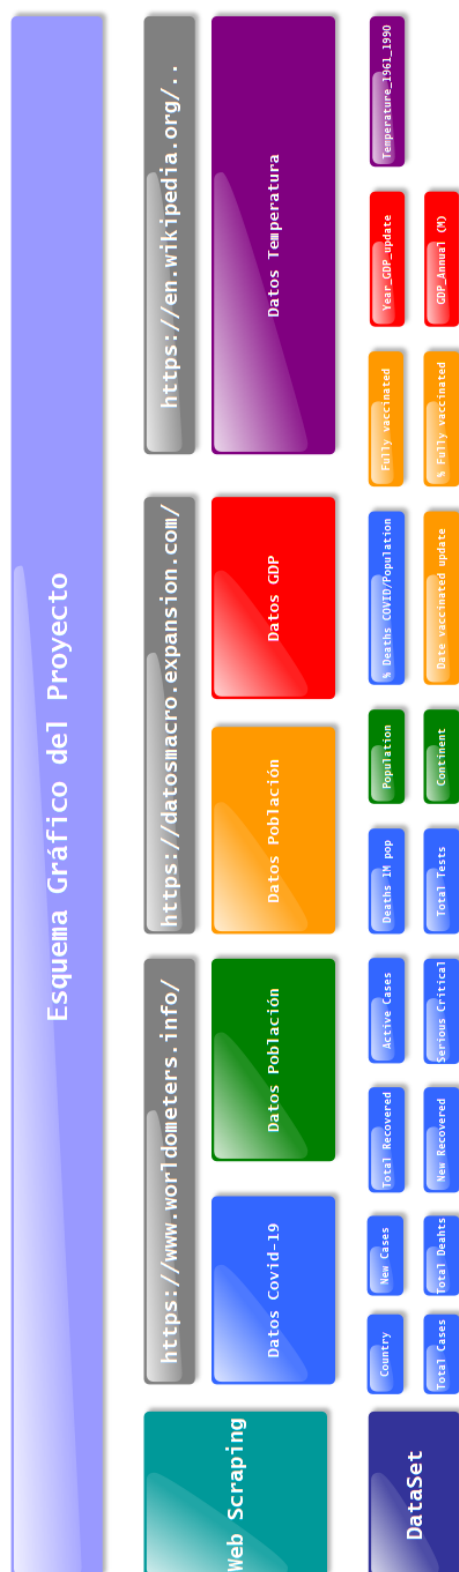 Esquema Gráfico del Proyecto
Web Scraping
https://www.worldometers.info/
https://datosmacro.expansion.com/
https://en.wikipedia.org/..
Datos Covid-19
Datos Población
Datos Población
Datos GDP
Datos Temperatura
DataSet
Country
New Cases
Total Recovered
Active Cases
Deaths 1M pop
Population
% Deaths COVID/Population
Fully vaccinated
Year_GDP_update
Temperature_1961_1990
Total Cases
Total Deahts
New Recovered
Serious Critical
Total Tests
Continent
Date vaccinated update
% Fully vaccinated
GDP_Annual (M)